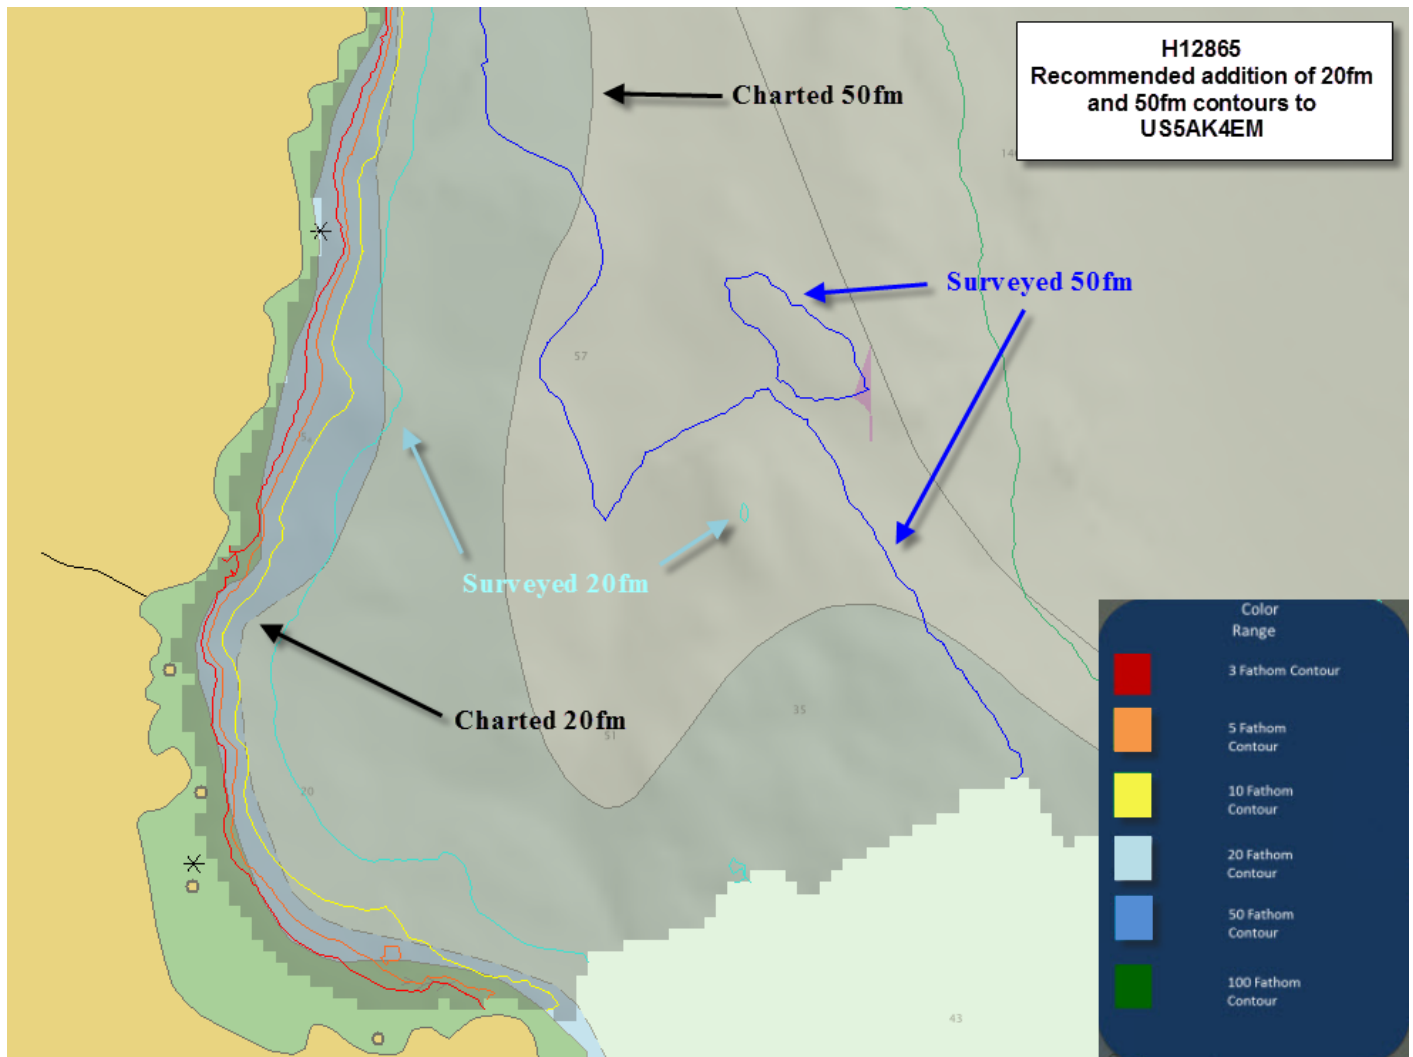 H12865
Recommended addition of 20fm
and 50fm contours to
US5AK4EM
Charted 50fm
Surveyed 50fm
57
Surveyed 20fm
Charted 20fm
35
51
20
43
Color
Range
3 Fathom Contour
5 Fathom
Contour
10 Fathom
Contour
20 Fathom
Contour
50 Fathom
Contour
100 Fathom
Contour